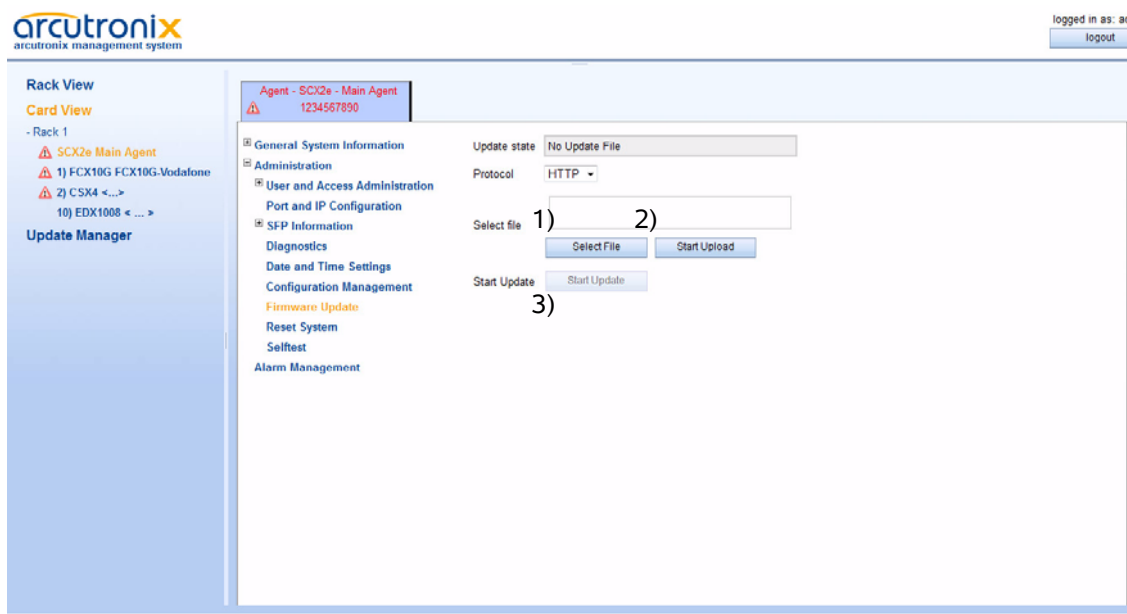 arcutronix
arcutronix management system
logged in as: a
logout
Rack View
Card View
- Rack 1
SCX2e Main Agent
1) FCX10G FCX10G-Vodafone
2) CSX4 <...>
10) EDX1008 < ... >
Update Manager
Agent - SCX2e - Main Agent
1234567890
General System Information
Administration
User and Access Administration
Port and IP Configuration
SFP Information
Diagnostics
Date and Time Settings
Configuration Management
Firmware Update
Reset System
Selftest
Alarm Management
Update state No Update File
Protocol HTTP
Select file
1) 2)
Select File Start Upload
Start Update Start Update
3)